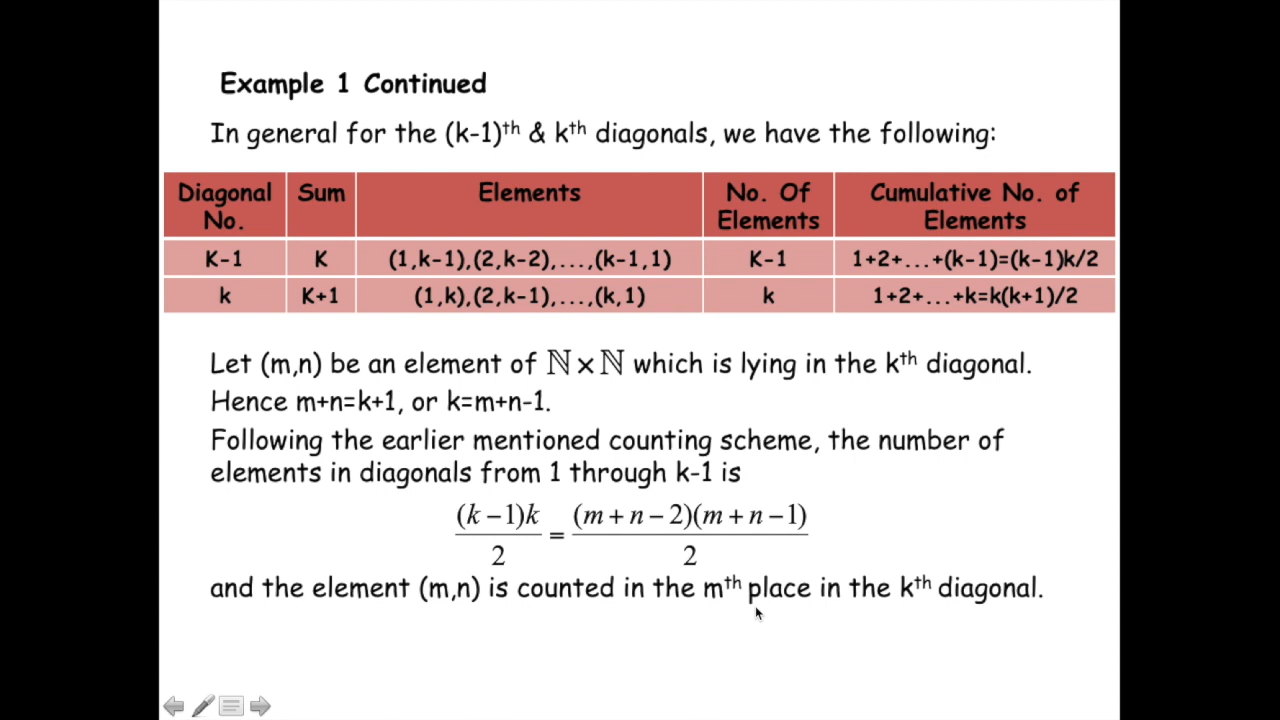 Example 1 Continued
In general for the (k-1)th & kth diagonals, we have the following:
Diagonal No. Sum Elements No. Of Elements Cumulative No. of Elements
K-1 K (1,k-1),(2,k-2),...,(k-1,1) K-1 1+2+...+(k-1)=(k-1)k/2
k K+1 (1,k),(2,k-1),...,(k,1) k 1+2+...+k=k(k+1)/2
Let (m,n) be an element of ℕ x ℕ which is lying in the kth diagonal.
Hence m+n=k+1, or k=m+n-1.
Following the earlier mentioned counting scheme, the number of
elements in diagonals from 1 through k-1 is
(k−1)k/2 = (m+n−2)(m+n−1)/2
and the element (m,n) is counted in the mth place in the kth diagonal.